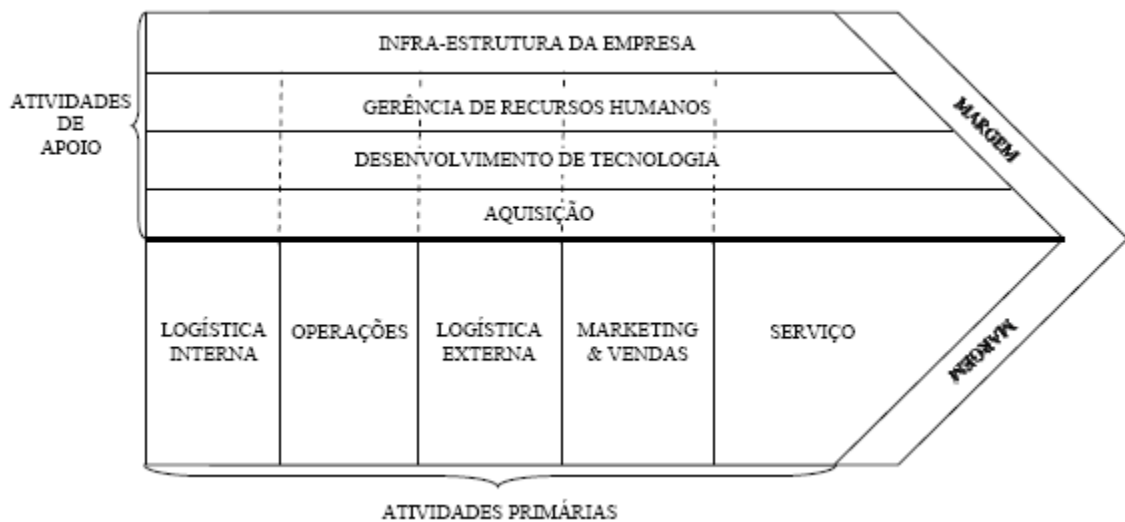 INFRA-ESTRUTURA DA EMPRESA
ATIVIDADES
DE
APOIO
GERÊNCIA DE RECURSOS HUMANOS
DESENVOLVIMENTO DE TECNOLOGIA
AQUISIÇÃO
MARGEM
LOGÍSTICA
INTERNA
OPERAÇÕES
LOGÍSTICA
EXTERNA
MARKETING
& VENDAS
SERVIÇO
MARGEM
ATIVIDADES PRIMÁRIAS